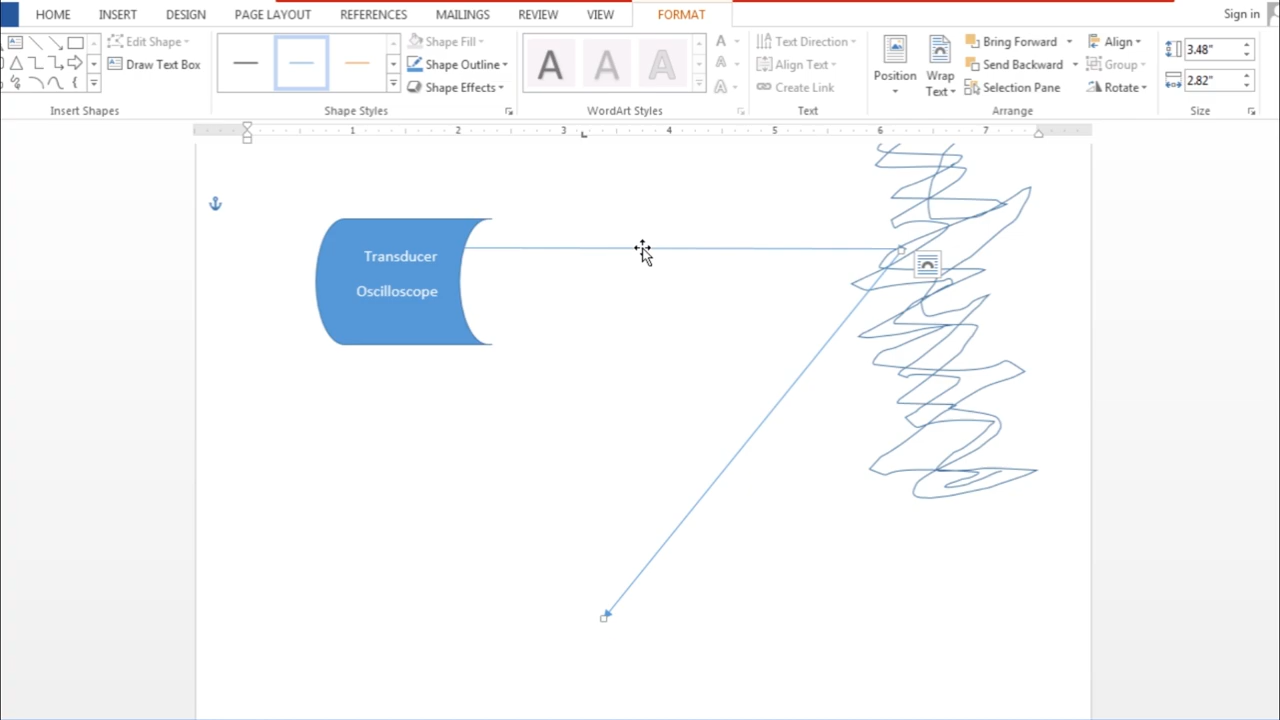 HOME INSERT DESIGN PAGE LAYOUT REFERENCES MAILINGS REVIEW VIEW FORMAT Sign in
Edit Shape
Draw Text Box
Insert Shapes
Shape Fill
Shape Outline
Shape Effects
Shape Styles
A A A
WordArt Styles
Text Direction
Align Text
Create Link
Text
Position
Wrap
Text
Bring Forward
Send Backward
Selection Pane
Align
Group
Rotate
Arrange
3.48"
2.82"
Size
1 2 3 4 5 6 7
Transducer
Oscilloscope